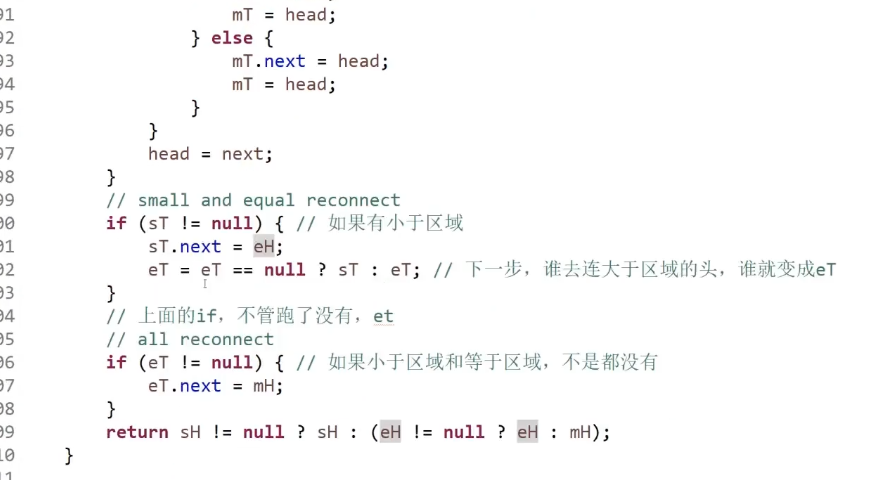 91 mT = head;
92 } else {
93 mT.next = head;
94 mT = head;
95 }
96 }
97 head = next;
98 }
99 // small and equal reconnect
00 if (sT != null) { // 如果有小于区域
01 sT.next = eH;
02 eT = eT == null ? sT : eT; // 下一步，谁去连大于区域的头，谁就变成eT
03 }
04 // 上面的if，不管跑了没有，et
05 // all reconnect
06 if (eT != null) { // 如果小于区域和等于区域，不是都没有
07 eT.next = mH;
08 }
09 return sH != null ? sH : (eH != null ? eH : mH);
10 }
11